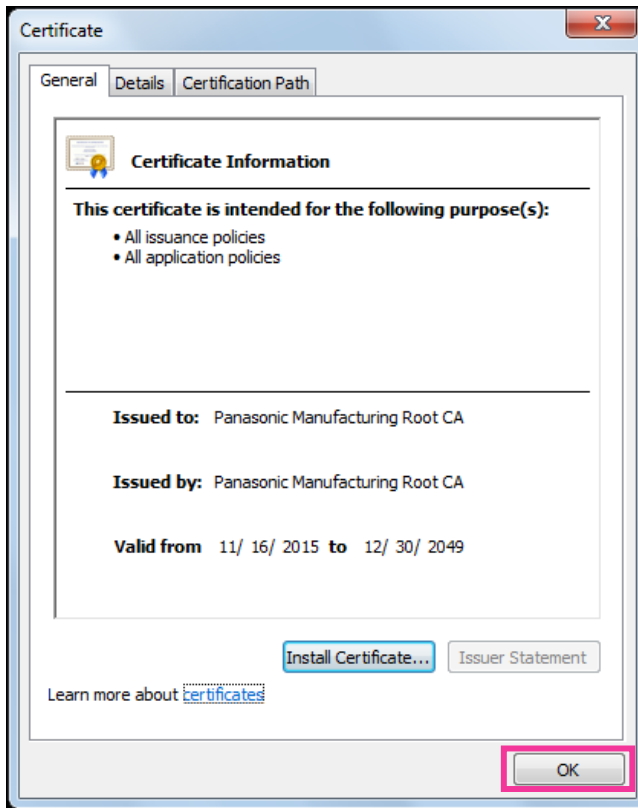 Certificate
General Details Certification Path
Certificate Information
This certificate is intended for the following purpose(s):
• All issuance policies
• All application policies
Issued to: Panasonic Manufacturing Root CA
Issued by: Panasonic Manufacturing Root CA
Valid from 11/ 16/ 2015 to 12/ 30/ 2049
Install Certificate... Issuer Statement
Learn more about certificates
OK